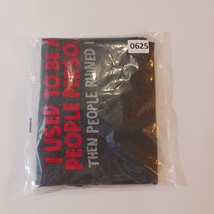 0625
I USED TO BE A
PEOPLE PERSO
THEN PEOPLE RUINED I